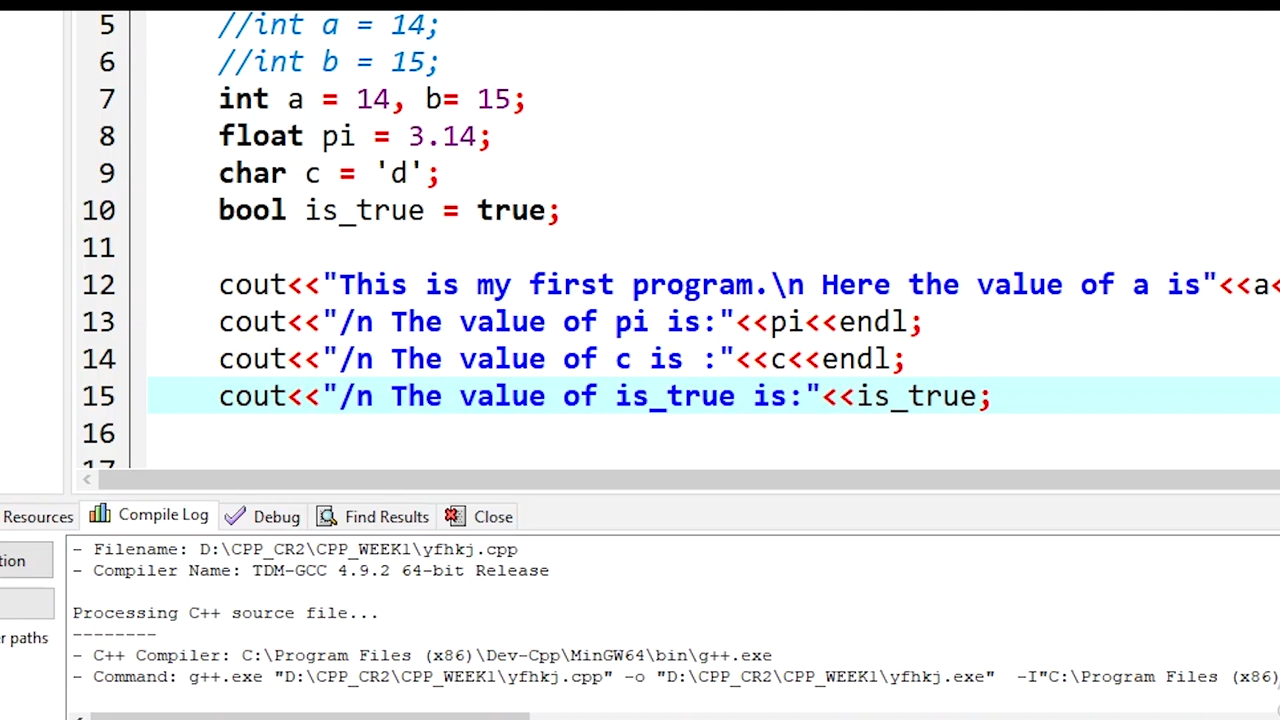 5 //int a = 14;
6 //int b = 15;
7 int a = 14, b= 15;
8 float pi = 3.14;
9 char c = 'd';
10 bool is_true = true;
11
12 cout<<"This is my first program.\n Here the value of a is"<<a<
13 cout<<"/n The value of pi is:"<<pi<<endl;
14 cout<<"/n The value of c is :"<<c<<endl;
15 cout<<"/n The value of is_true is:"<<is_true;
16
17
Resources Compile Log Debug Find Results Close
tion
er paths
- Filename: D:\CPP_CR2\CPP_WEEK1\yfhkj.cpp
- Compiler Name: TDM-GCC 4.9.2 64-bit Release
Processing C++ source file...
--------
- C++ Compiler: C:\Program Files (x86)\Dev-Cpp\MinGW64\bin\g++.exe
- Command: g++.exe "D:\CPP_CR2\CPP_WEEK1\yfhkj.cpp" -o "D:\CPP_CR2\CPP_WEEK1\yfhkj.exe" -I"C:\Program Files (x86)